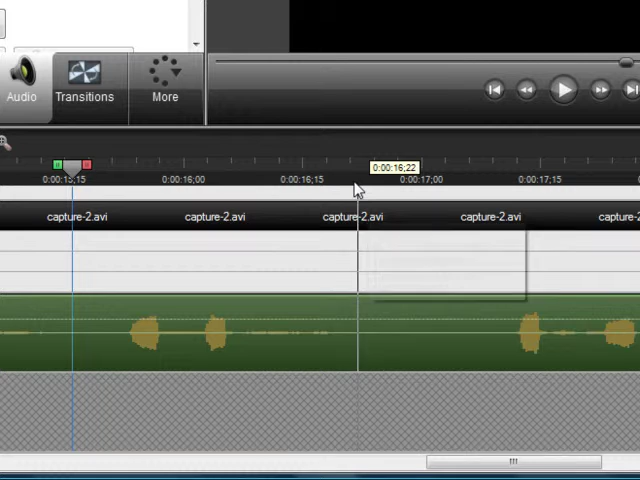 Audio
Transitions
More
0:00:16;22
0:00:15;15
0:00:16;00
0:00:16;15
0:00:17;00
0:00:17;15
capture-2.avi
capture-2.avi
capture-2.avi
capture-2.avi
capture-2